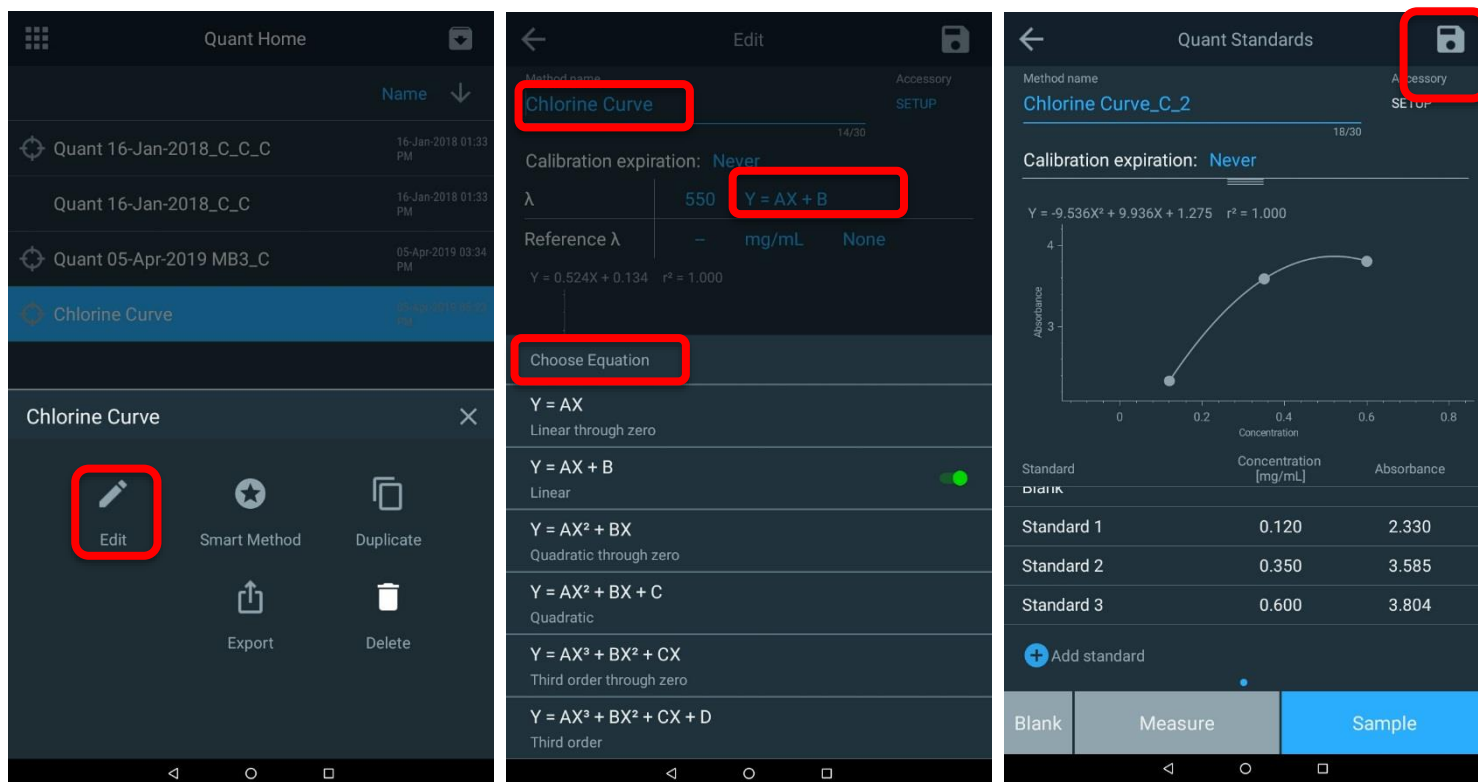 Quant Home
Name
Quant 16-Jan-2018_C_C_C
16-Jan-2018 01:33
PM
Quant 16-Jan-2018_C_C
16-Jan-2018 01:33
PM
Quant 05-Apr-2019 MB3_C
05-Apr-2019 03:34
PM
Chlorine Curve
PM
Chlorine Curve
Edit
Smart Method
Duplicate
Export
Delete
Edit
Method name
Accessory
Chlorine Curve
SETUP
14/30
Calibration expiration: Never
λ 550 Y = AX + B
Reference λ – mg/mL None
Y = 0.524X + 0.134 r² = 1.000
Choose Equation
Y = AX
Linear through zero
Y = AX + B
Linear
Y = AX² + BX
Quadratic through zero
Y = AX² + BX + C
Quadratic
Y = AX³ + BX² + CX
Third order through zero
Y = AX³ + BX² + CX + D
Third order
Quant Standards
Method name
Accessory
Chlorine Curve_C_2
SETUP
18/30
Calibration expiration: Never
Y = -9.536X² + 9.936X + 1.275 r² = 1.000
4
Absorbance
3
0 0.2 0.4 0.6 0.8
Concentration
Standard Concentration [mg/mL] Absorbance
Blank
Standard 1 0.120 2.330
Standard 2 0.350 3.585
Standard 3 0.600 3.804
Add standard
Blank Measure Sample